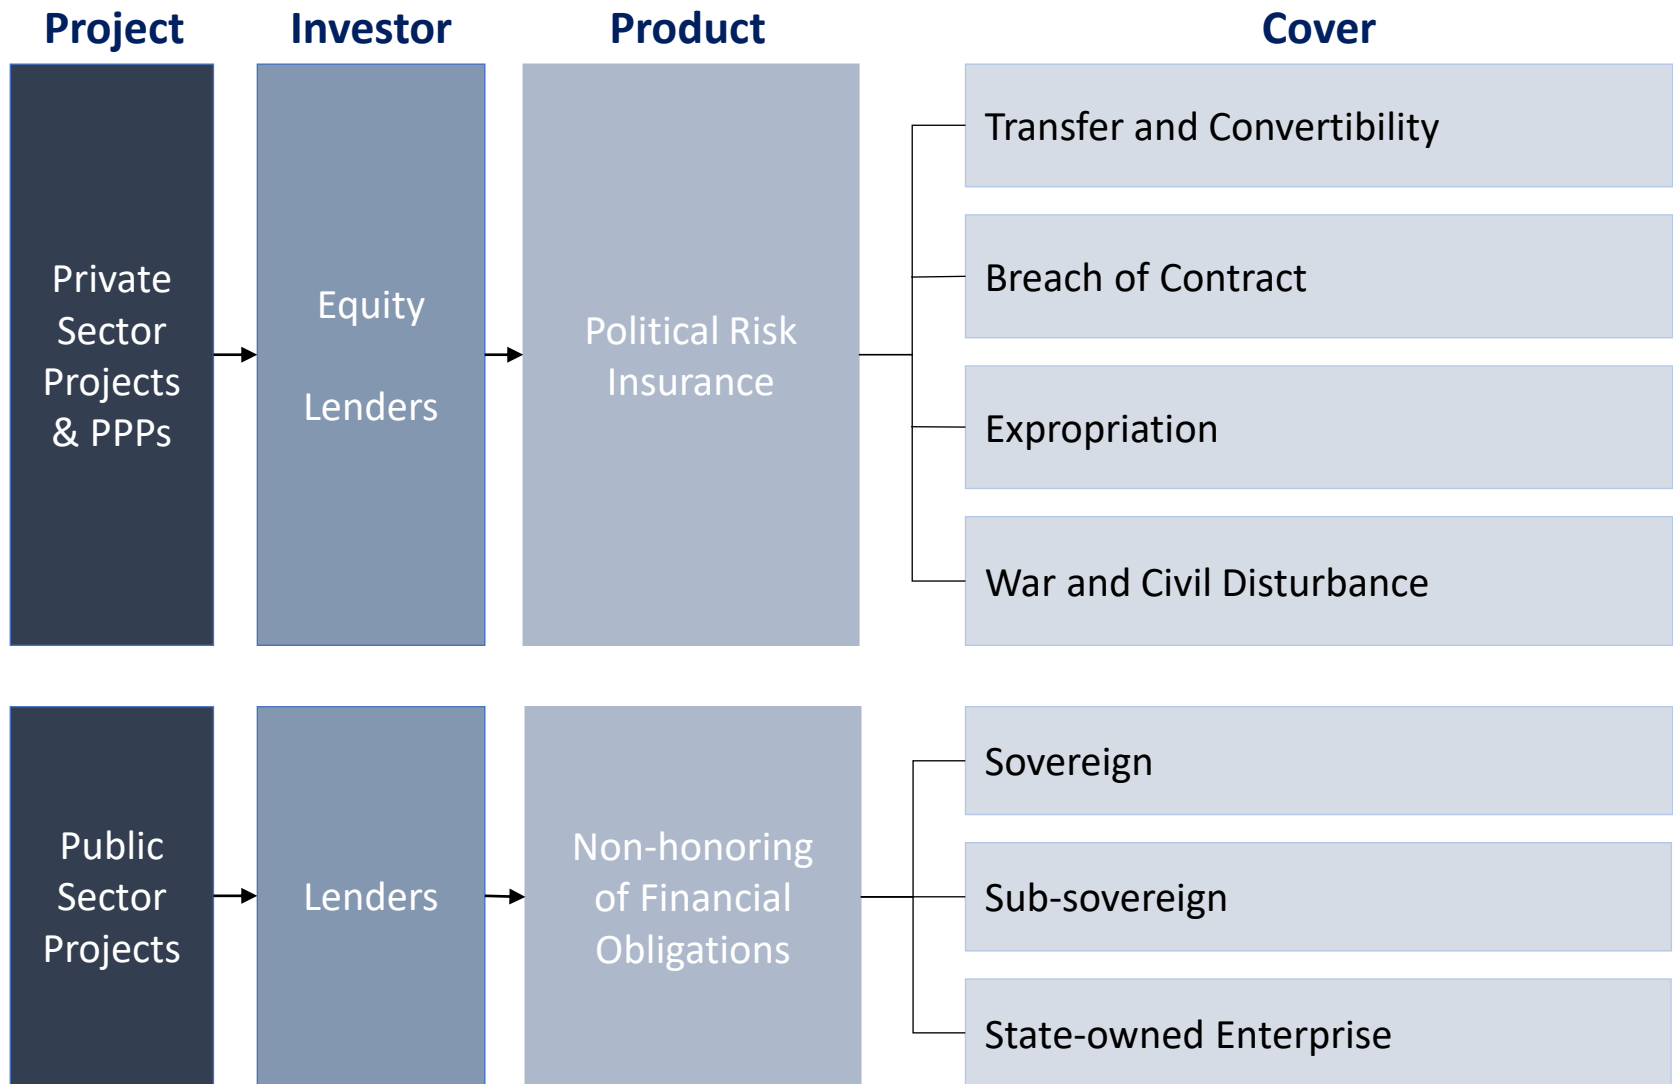 Project
Investor
Product
Cover
Private
Sector
Projects
& PPPs
Equity
Lenders
Political Risk
Insurance
Transfer and Convertibility
Breach of Contract
Expropriation
War and Civil Disturbance
Public
Sector
Projects
Lenders
Non-honoring
of Financial
Obligations
Sovereign
Sub-sovereign
State-owned Enterprise